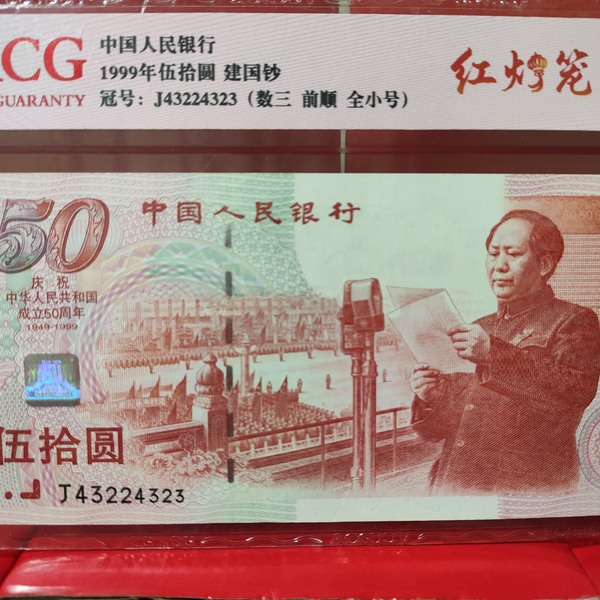 ACG
GUARANTY
中国人民银行
1999年伍拾圆 建国钞
冠号：J43224323（数三 前顺 全小号）
红灯笼
50
中国人民银行
庆 祝
中华人民共和国
成立50周年
1949-1999
伍拾圆
J43224323